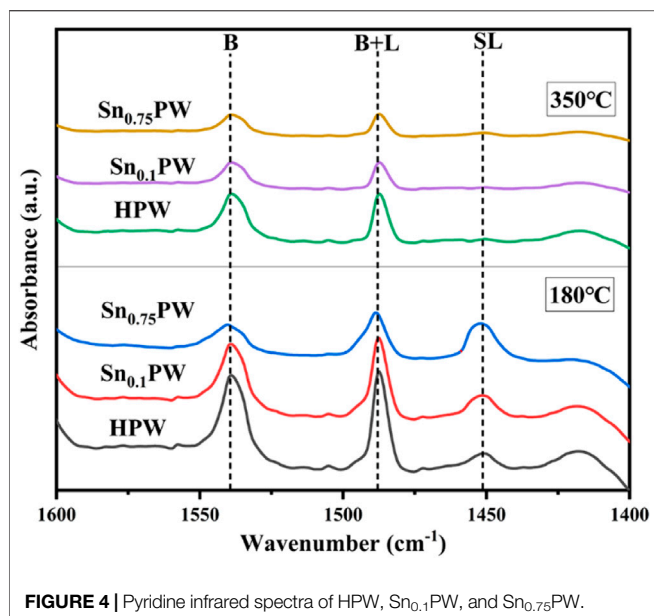 B B+L SL
Sn0.75PW 350°C
Sn0.1PW
HPW
Sn0.75PW 180°C
Sn0.1PW
HPW
Absorbance (a.u.)
1600 1550 1500 1450 1400
Wavenumber (cm-1)
FIGURE 4 | Pyridine infrared spectra of HPW, Sn0.1PW, and Sn0.75PW.